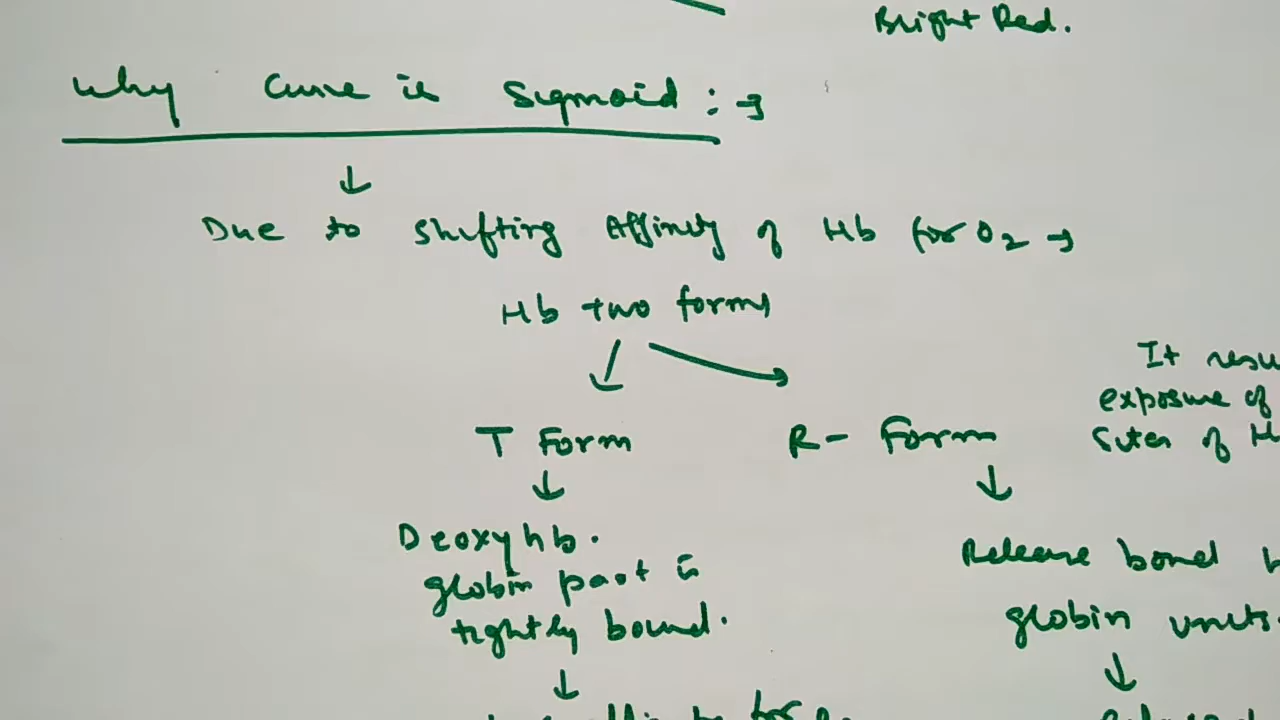 Bright Red.
Why Curve is Sigmoid : →
↓
Due to shifting Affinity of Hb for O2 →
Hb two forms
T Form
↓
Deoxyhb.
globin part is
tightly bound.
↓
for
R- Form
↓
Release bond
globin units.
↓
It
exposure of
Sites of